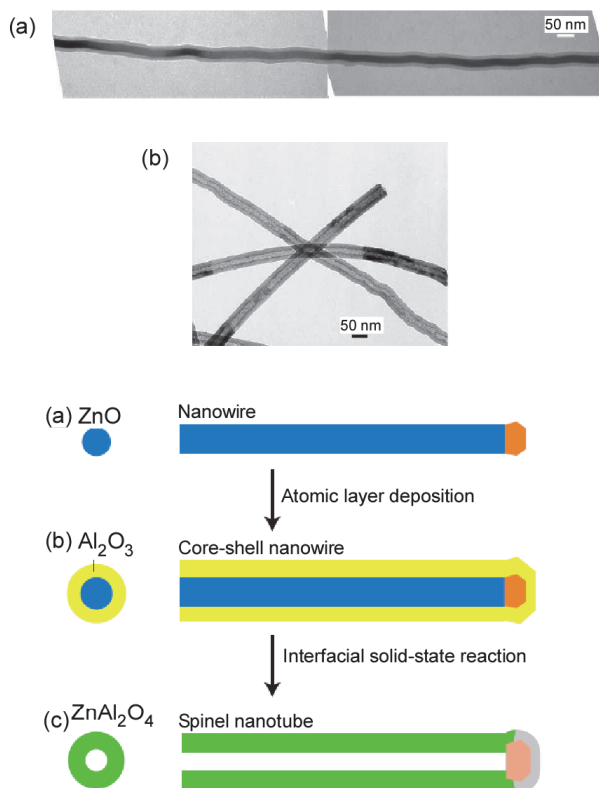 (a)
50 nm
(b)
50 nm
(a) ZnO
Nanowire
Atomic layer deposition
(b) Al₂O₃
Core-shell nanowire
Interfacial solid-state reaction
(c) ZnAl₂O₄
Spinel nanotube